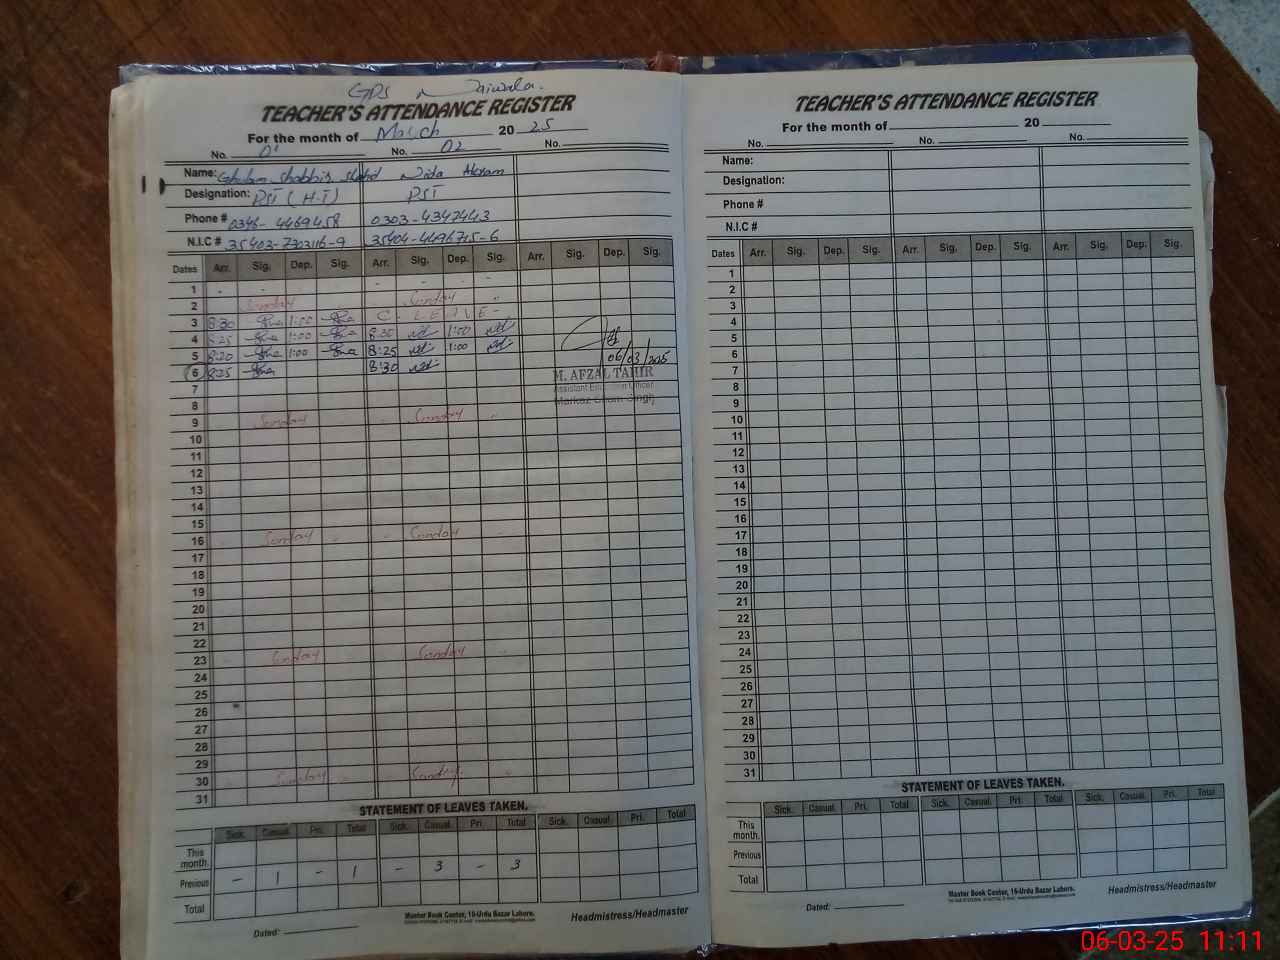 GPS
TEACHER'S ATTENDANCE REGISTER
For the month of March 2025
No. 01 No. 02 No.
Name: Ghulam Shabbir Shahid Nida Akram
Designation: PST (H-T) PST
Phone # 0346-4469458 0303-4347443
N.I.C # 35403-7303116-9 35404-4496715-6
Dates Arr. Sig. Dep. Sig. Arr. Sig. Dep. Sig. Arr. Sig. Dep. Sig.
1 - - - -
2 Sunday Sunday
3 8:30 1:00 C- LEAVE-
4 8:25 1:00 8:20 1:00
5 8:20 1:00 8:25 1:00
06/03/2025
6 8:25 8:30
M. AFZAL TAHIR
7
Assistant Education Officer
8
9 Sunday Sunday
10
11
12
13
14
15
16 Sunday Sunday
17
18
19
20
21
22
23 Sunday Sunday
24
25
26
27
28
29
30 Sunday Sunday
31
STATEMENT OF LEAVES TAKEN.
Sick. Casual. Pri. Total Sick. Casual. Pri. Total Sick. Casual. Pri. Total
This month.
Previous - 1 - 1 - 3 - 3
Total
Master Book Center, 19-Urdu Bazar Lahore.
Dated: Headmistress/Headmaster
TEACHER'S ATTENDANCE REGISTER
For the month of 20
No. No. No.
Name:
Designation:
Phone #
N.I.C #
Dates Arr. Sig. Dep. Sig. Arr. Sig. Dep. Sig. Arr. Sig. Dep. Sig.
1
2
3
4
5
6
7
8
9
10
11
12
13
14
15
16
17
18
19
20
21
22
23
24
25
26
27
28
29
30
31
STATEMENT OF LEAVES TAKEN.
Sick. Casual. Pri. Total Sick. Casual. Pri. Total Sick. Casual. Pri. Total
This month.
Previous
Total
Master Book Center, 19-Urdu Bazar Lahore.
Dated: Headmistress/Headmaster
06-03-25 11:11